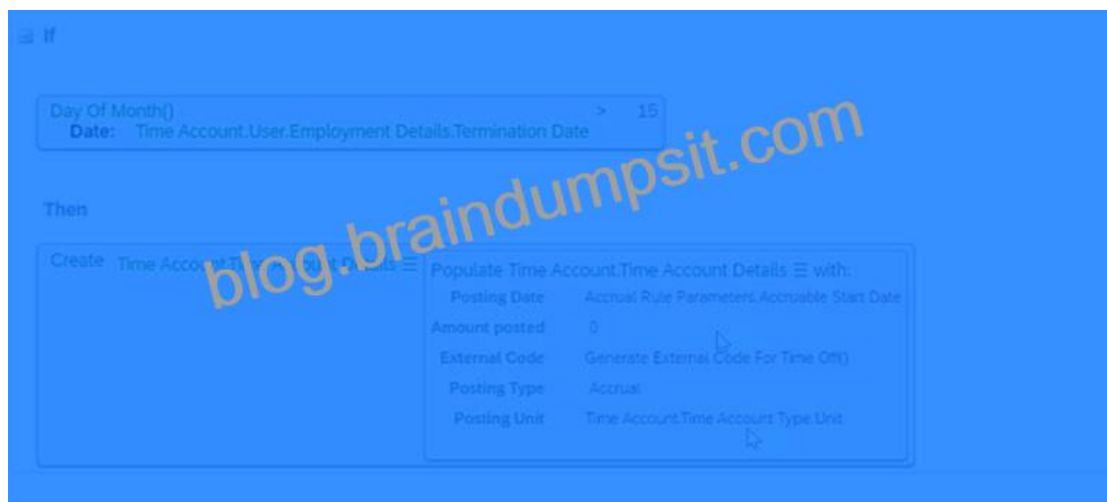 If
Day Of Month() > 15
Date: Time Account.User.Employment Details.Termination Date
Then
Create Time Account.Time Account Details
Populate Time Account.Time Account Details with:
Posting Date Accrual Rule Parameters.Accruable Start Date
Amount posted 0
External Code Generate External Code For Time Off()
Posting Type Accrual
Posting Unit Time Account.Time Account Type.Unit
blog.braindumpsit.com